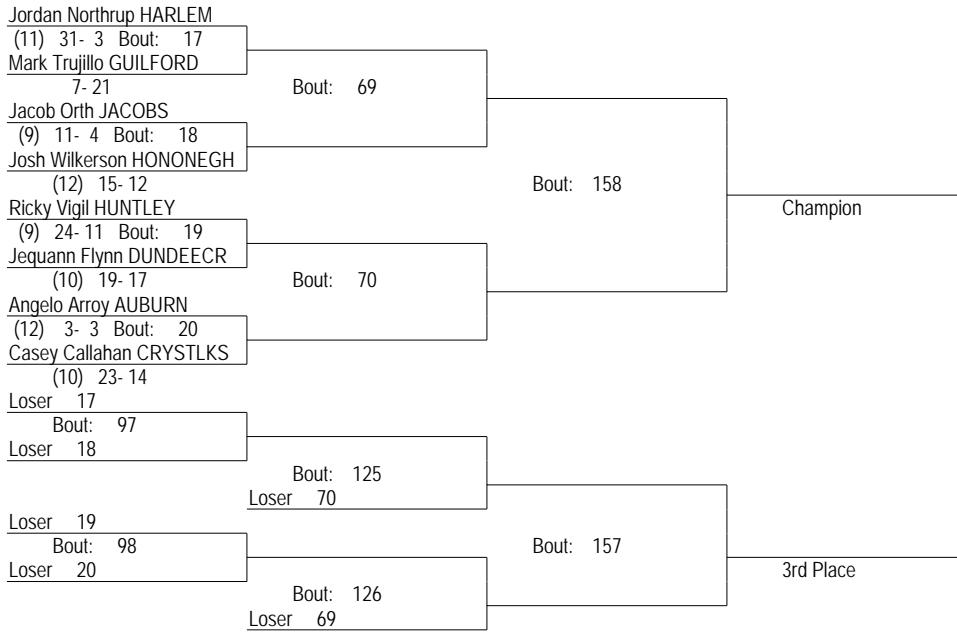 Jordan Northrup HARLEM
(11) 31- 3 Bout: 17
Mark Trujillo GUILFORD
7- 21
Bout: 69
Jacob Orth JACOBS
(9) 11- 4 Bout: 18
Josh Wilkerson HONONEGH
(12) 15- 12
Bout: 158
Ricky Vigil HUNTLEY
Champion
(9) 24- 11 Bout: 19
Jequann Flynn DUNDEECR
(10) 19- 17
Bout: 70
Angelo Arroy AUBURN
(12) 3- 3 Bout: 20
Casey Callahan CRYSTLKS
(10) 23- 14
Loser 17
Bout: 97
Loser 18
Bout: 125
Loser 70
Loser 19
Bout: 98
Bout: 157
Loser 20
3rd Place
Bout: 126
Loser 69